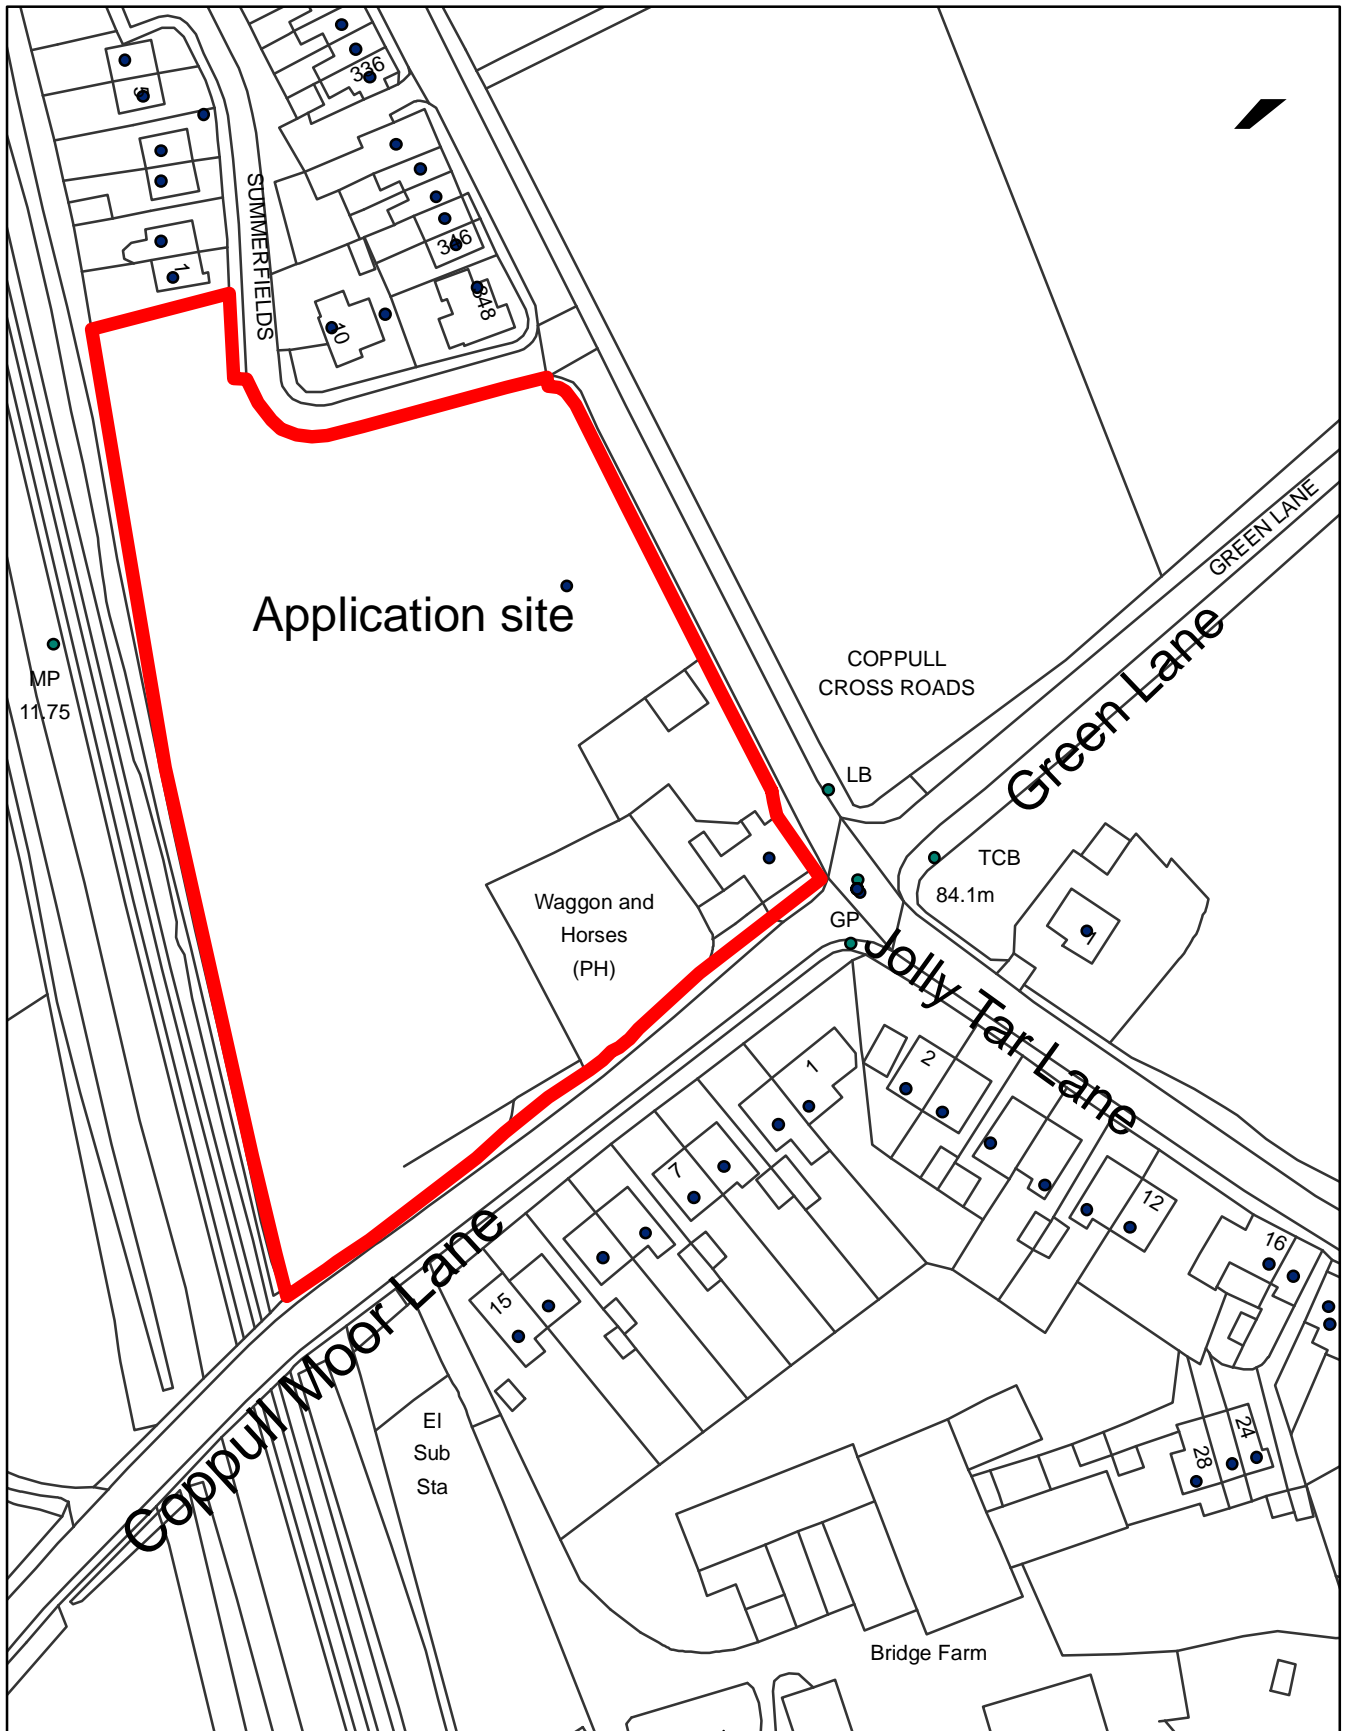 336
5
SUMMERFIELDS
346
1
348
10
GREEN LANE
Application site
Green Lane
COPPULL
CROSS ROADS
MP
11.75
LB
TCB
84.1m
Waggon and
Horses
(PH)
GP
1
Jolly Tar Lane
2
1
7
12
16
15
Coppull Moor Lane
El
Sub
Sta
24
28
Bridge Farm